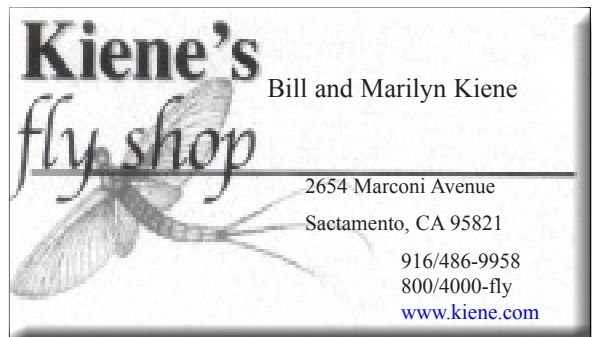 Kiene's
fly shop
Bill and Marilyn Kiene
2654 Marconi Avenue
Sactamento, CA 95821
916/486-9958
800/4000-fly
www.kiene.com